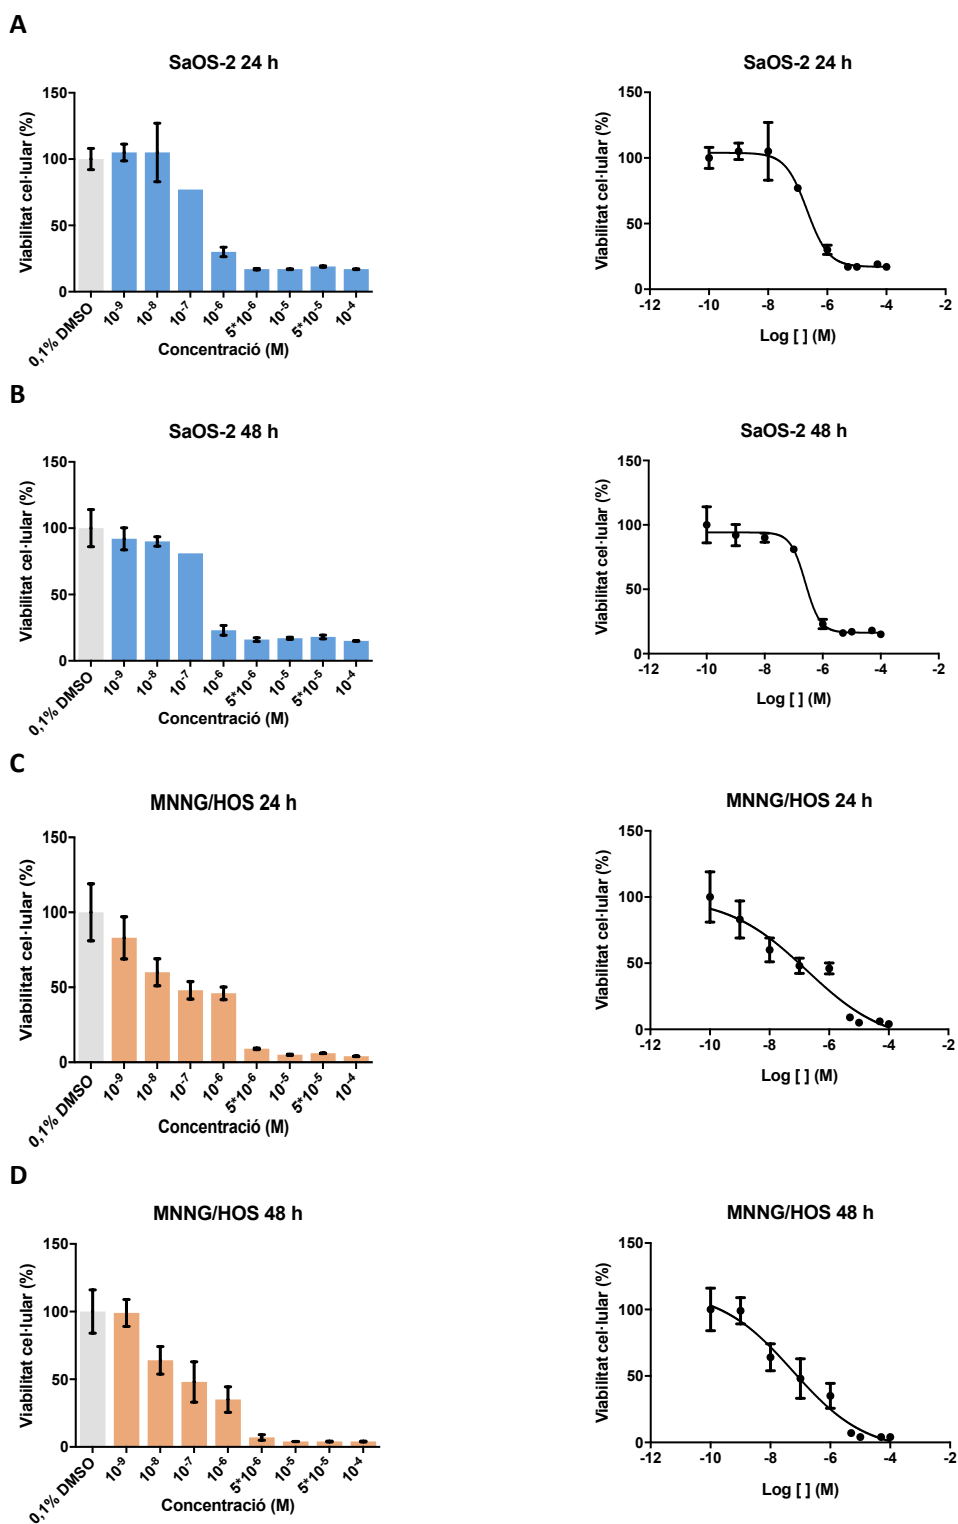 A
SaOS-2 24 h
Viabilitat cel·lular (%)
150
100
50
0
0,1% DMSO
10⁻⁹
10⁻⁸
10⁻⁷
10⁻⁶
5*10⁻⁶
10⁻⁵
5*10⁻⁵
10⁻⁴
Concentració (M)
SaOS-2 24 h
Viabilitat cel·lular (%)
150
100
50
0
-12
-10
-8
-6
-4
-2
Log [ ] (M)
B
SaOS-2 48 h
Viabilitat cel·lular (%)
150
100
50
0
0,1% DMSO
10⁻⁹
10⁻⁸
10⁻⁷
10⁻⁶
5*10⁻⁶
10⁻⁵
5*10⁻⁵
10⁻⁴
Concentració (M)
SaOS-2 48 h
Viabilitat cel·lular (%)
150
100
50
0
-12
-10
-8
-6
-4
-2
Log [ ] (M)
C
MNNG/HOS 24 h
Viabilitat cel·lular (%)
150
100
50
0
0,1% DMSO
10⁻⁹
10⁻⁸
10⁻⁷
10⁻⁶
5*10⁻⁶
10⁻⁵
5*10⁻⁵
10⁻⁴
Concentració (M)
MNNG/HOS 24 h
Viabilitat cel·lular (%)
150
100
50
0
-12
-10
-8
-6
-4
-2
Log [ ] (M)
D
MNNG/HOS 48 h
Viabilitat cel·lular (%)
150
100
50
0
0,1% DMSO
10⁻⁹
10⁻⁸
10⁻⁷
10⁻⁶
5*10⁻⁶
10⁻⁵
5*10⁻⁵
10⁻⁴
Concentració (M)
MNNG/HOS 48 h
Viabilitat cel·lular (%)
150
100
50
0
-12
-10
-8
-6
-4
-2
Log [ ] (M)